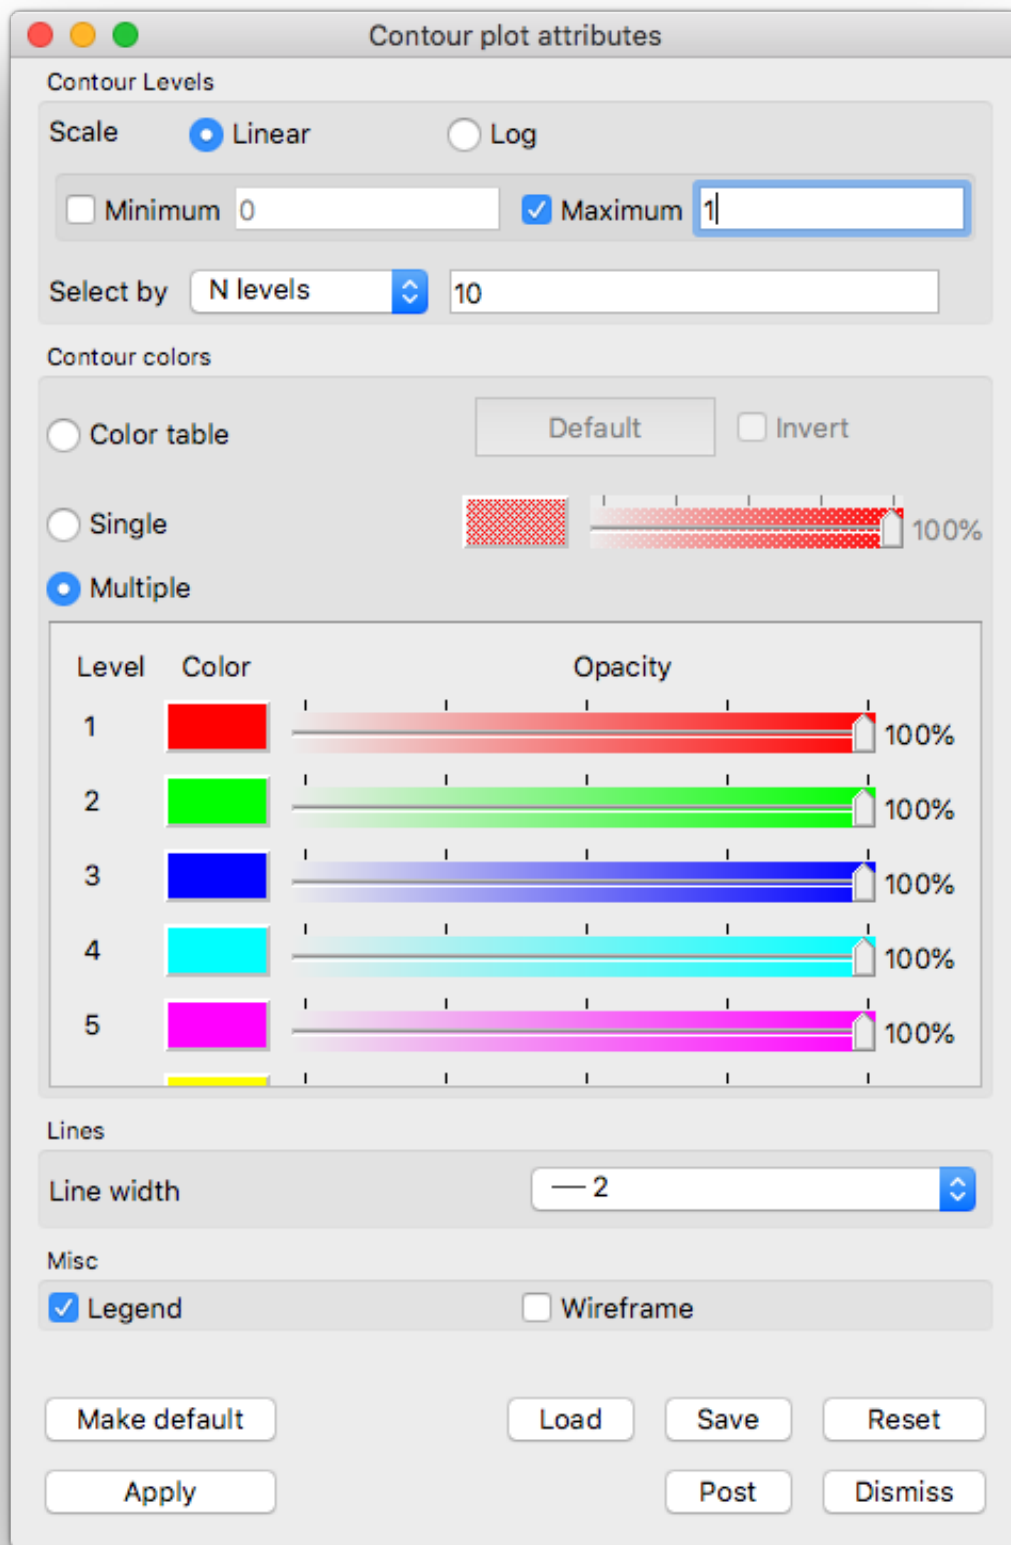 Contour plot attributes
Contour Levels
Scale Linear Log
Minimum 0 Maximum 1
Select by N levels 10
Contour colors
Color table Default Invert
Single 100%
Multiple
Level Color Opacity
1 100%
2 100%
3 100%
4 100%
5 100%
Lines
Line width 2
Misc
Legend Wireframe
Make default Load Save Reset
Apply Post Dismiss